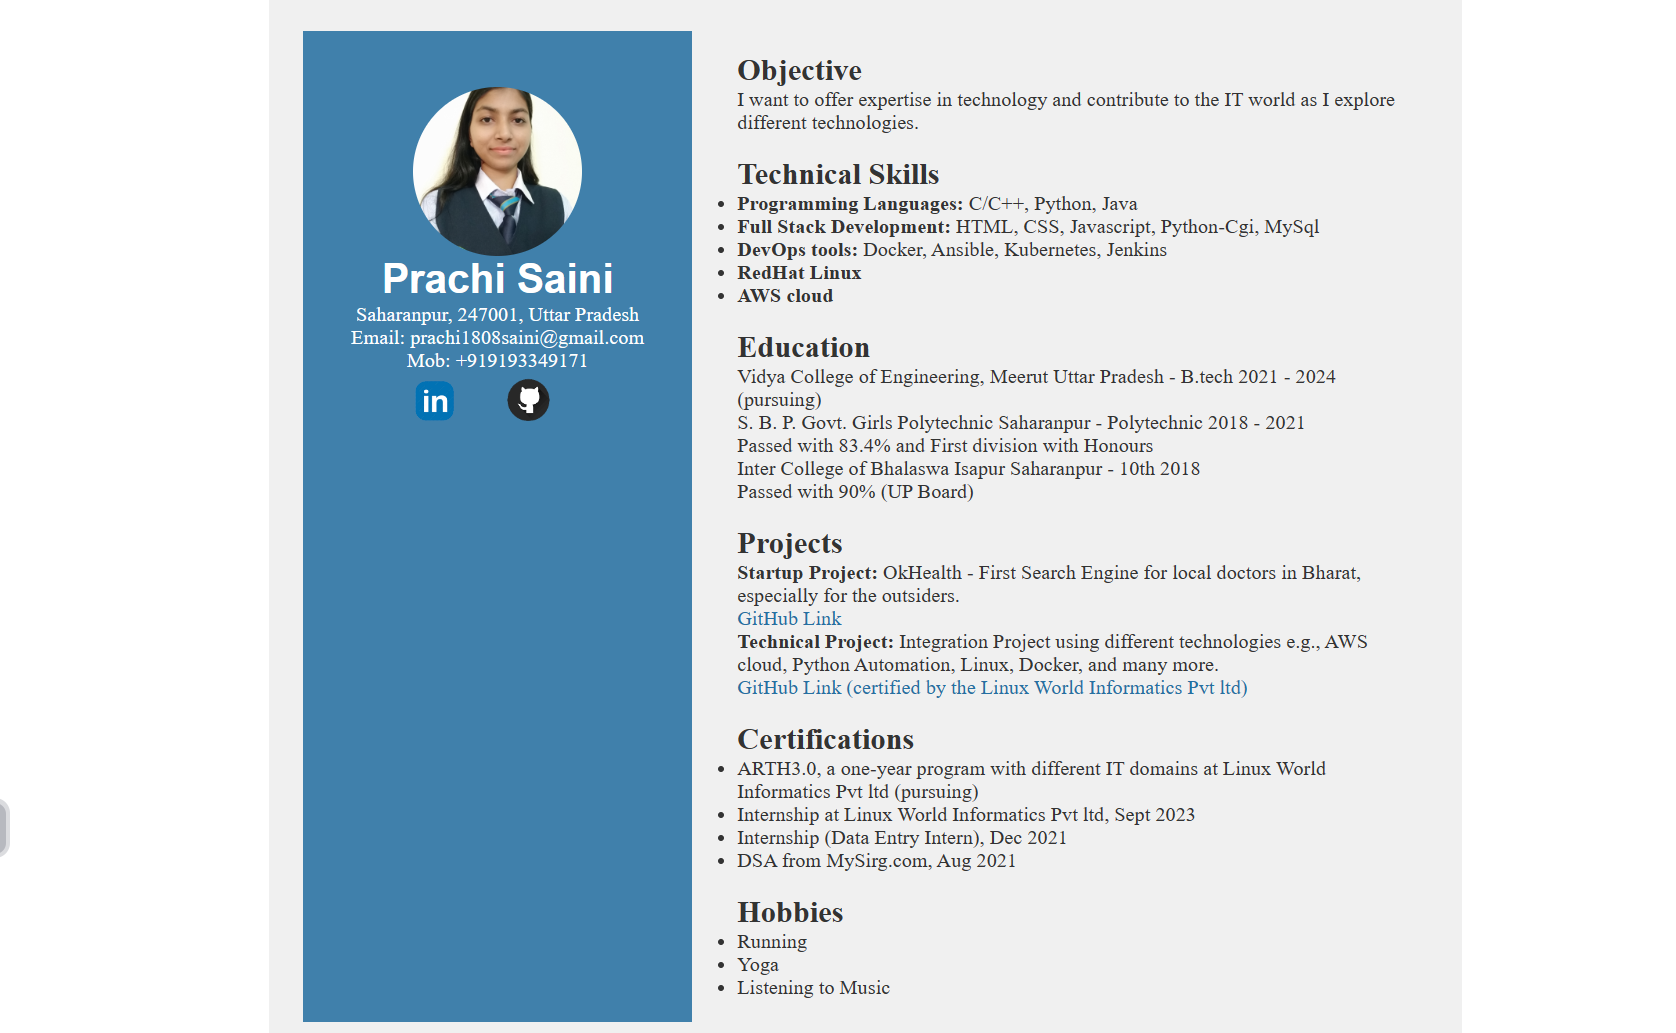 Prachi Saini
Saharanpur, 247001, Uttar Pradesh
Email: prachi1808saini@gmail.com
Mob: +919193349171
in
Objective
I want to offer expertise in technology and contribute to the IT world as I explore
different technologies.
Technical Skills
• Programming Languages: C/C++, Python, Java
• Full Stack Development: HTML, CSS, Javascript, Python-Cgi, MySql
• DevOps tools: Docker, Ansible, Kubernetes, Jenkins
• RedHat Linux
• AWS cloud
Education
Vidya College of Engineering, Meerut Uttar Pradesh - B.tech 2021 - 2024
(pursuing)
S. B. P. Govt. Girls Polytechnic Saharanpur - Polytechnic 2018 - 2021
Passed with 83.4% and First division with Honours
Inter College of Bhalaswa Isapur Saharanpur - 10th 2018
Passed with 90% (UP Board)
Projects
Startup Project: OkHealth - First Search Engine for local doctors in Bharat,
especially for the outsiders.
GitHub Link
Technical Project: Integration Project using different technologies e.g., AWS
cloud, Python Automation, Linux, Docker, and many more.
GitHub Link (certified by the Linux World Informatics Pvt ltd)
Certifications
• ARTH3.0, a one-year program with different IT domains at Linux World
Informatics Pvt ltd (pursuing)
• Internship at Linux World Informatics Pvt ltd, Sept 2023
• Internship (Data Entry Intern), Dec 2021
• DSA from MySirg.com, Aug 2021
Hobbies
• Running
• Yoga
• Listening to Music